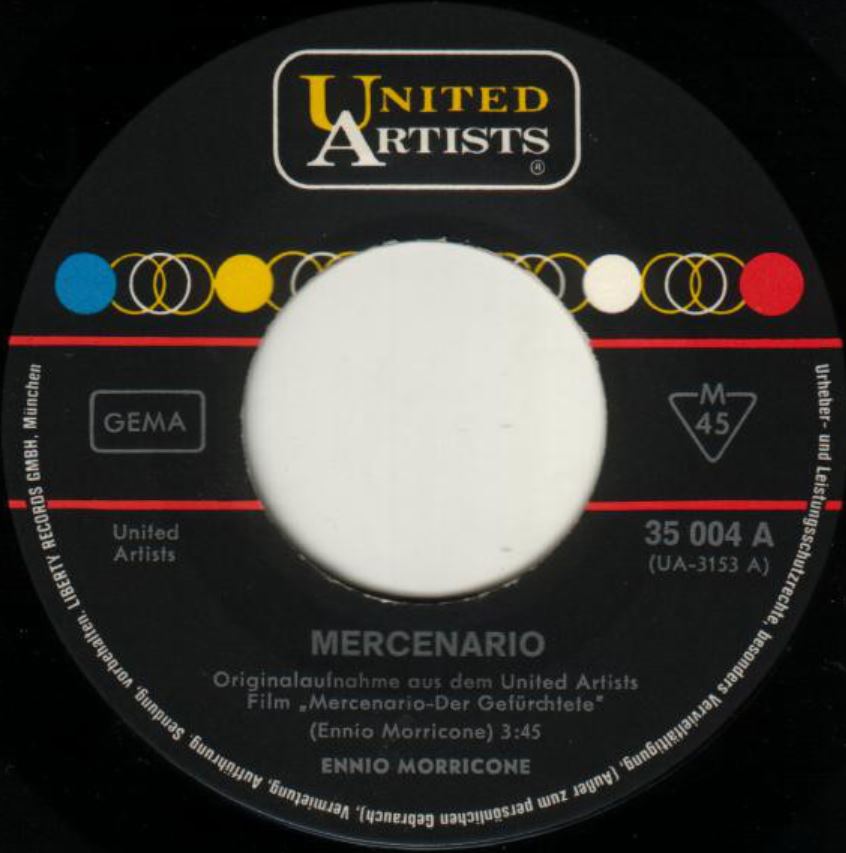 UNITED
ARTISTS
®
GEMA
M
45
United
Artists
35 004 A
(UA-3153 A)
MERCENARIO
Originalaufnahme aus dem United Artists
Film „Mercenario-Der Gefürchtete"
(Ennio Morricone) 3:45
ENNIO MORRICONE
Urheber- und Leistungsschutzrechte, besonders Vervielfältigung, (Außer zum persönlichen Gebrauch), Vermietung, Aufführung, Sendung, vorbehalten. LIBERTY RECORDS GMBH, München